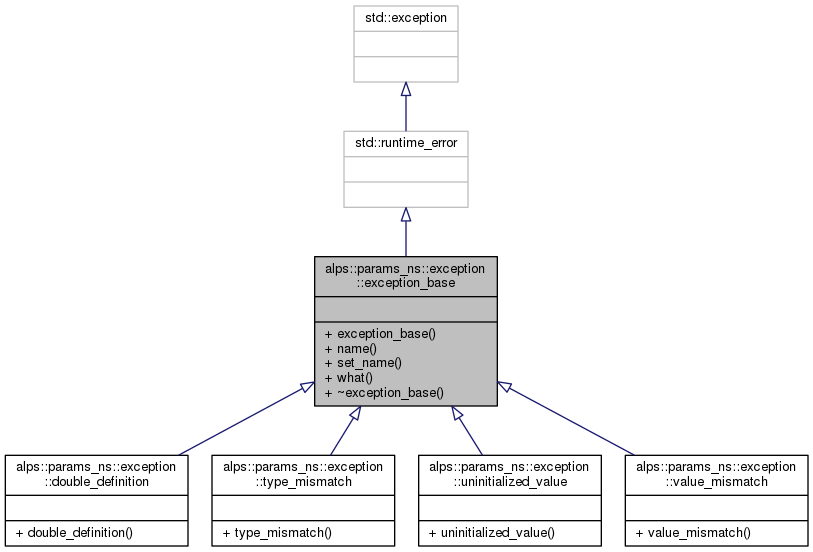 std::exception
std::runtime_error
alps::params_ns::exception
::exception_base
+ exception_base()
+ name()
+ set_name()
+ what()
+ ~exception_base()
alps::params_ns::exception
::double_definition
+ double_definition()
alps::params_ns::exception
::type_mismatch
+ type_mismatch()
alps::params_ns::exception
::uninitialized_value
+ uninitialized_value()
alps::params_ns::exception
::value_mismatch
+ value_mismatch()